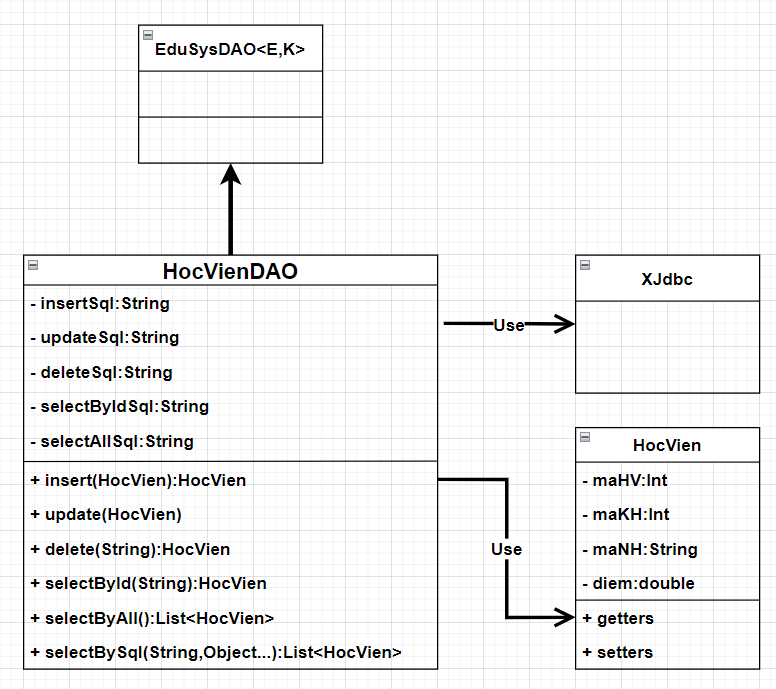 EduSysDAO<E,K>
HocVienDAO
- insertSql:String
- updateSql:String
- deleteSql:String
- selectByIdSql:String
- selectAllSql:String
+ insert(HocVien):HocVien
+ update(HocVien)
+ delete(String):HocVien
+ selectById(String):HocVien
+ selectByAll():List<HocVien>
+ selectBySql(String,Object...):List<HocVien>
Use
XJdbc
Use
HocVien
- maHV:Int
- maKH:Int
- maNH:String
- diem:double
+ getters
+ setters